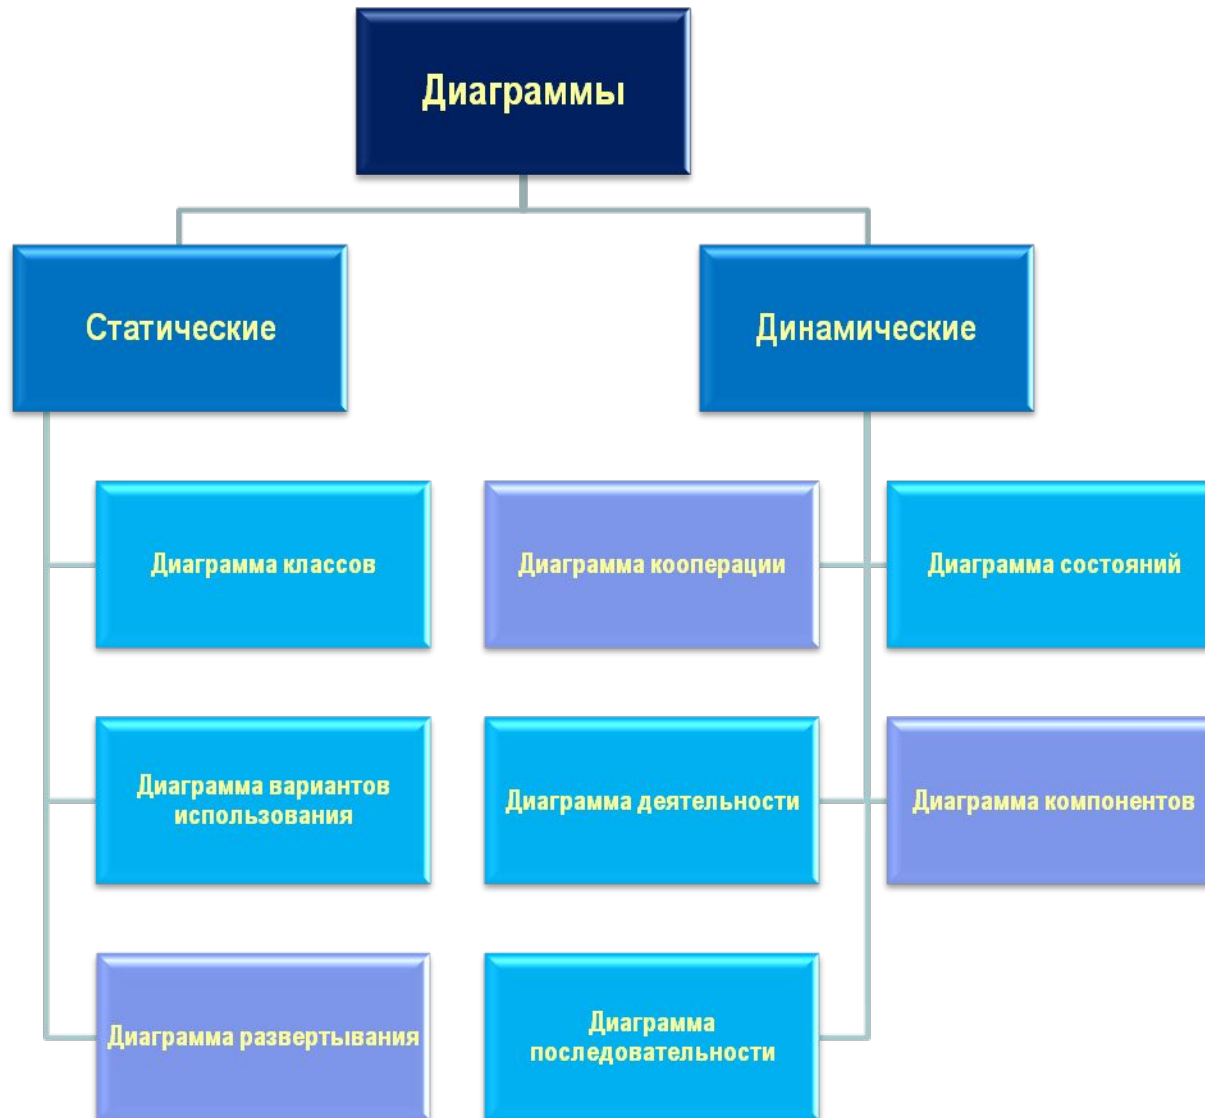 Диаграммы
Статические
Динамические
Диаграмма классов
Диаграмма кооперации
Диаграмма состояний
Диаграмма вариантов
использования
Диаграмма деятельности
Диаграмма компонентов
Диаграмма развертывания
Диаграмма
последовательности